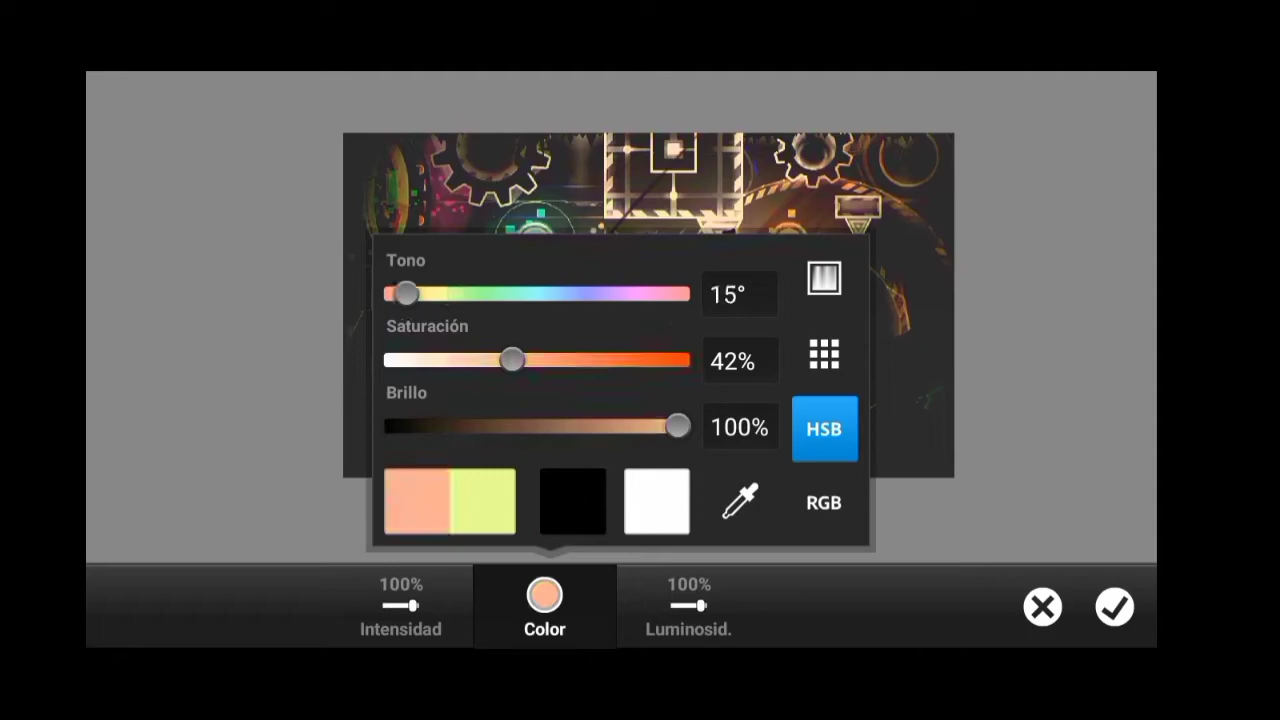 Tono
15°
Saturación
42%
Brillo
100%
HSB
RGB
100%
Intensidad
Color
100%
Luminosid.